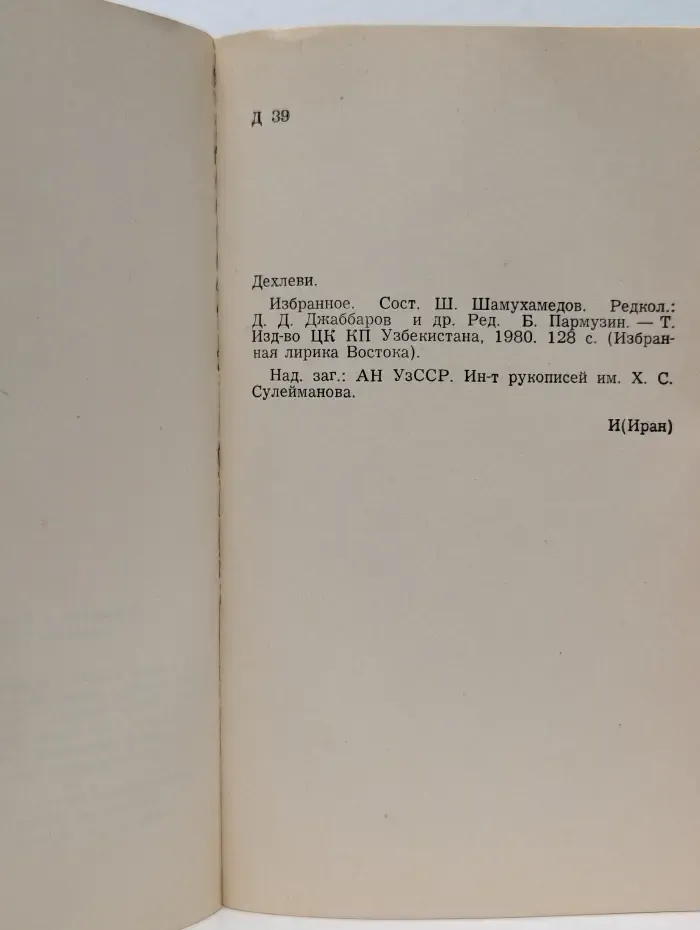 Д 39
Дехлеви.
Избранное. Сост. Ш. Шамухамедов. Редкол.:
Д. Д. Джаббаров и др. Ред. Б. Пармузин. — Т.
Изд-во ЦК КП Узбекистана, 1980. 128 с. (Избран-
ная лирика Востока).
Над. заг.: АН УзССР. Ин-т рукописей им. Х. С.
Сулейманова.
И(Иран)